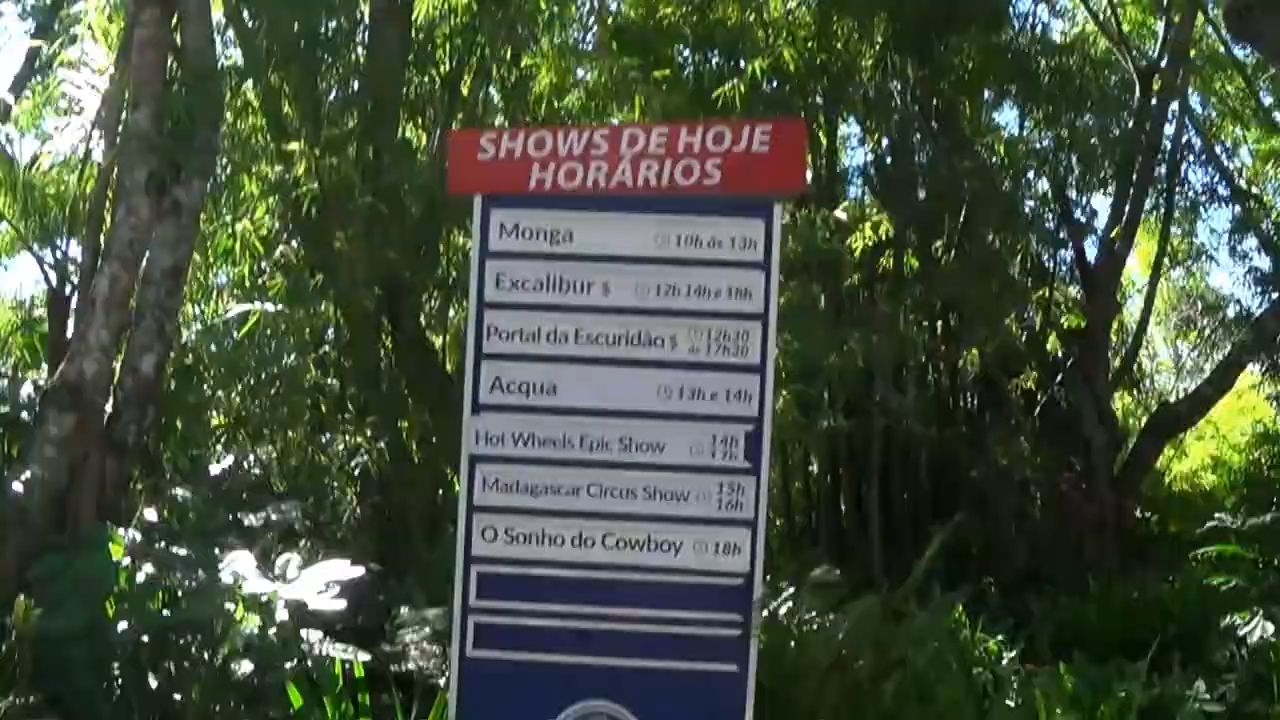 SHOWS DE HOJE
HORÁRIOS
Monga 10h às 13h
Excalibur $ 12h 14h e 18h
Portal da Escuridão $ 12h30
às 17h30
Acqua 13h e 14h
Hot Wheels Epic Show 14h
17h
Madagascar Circus Show 15h
16h
O Sonho do Cowboy 18h